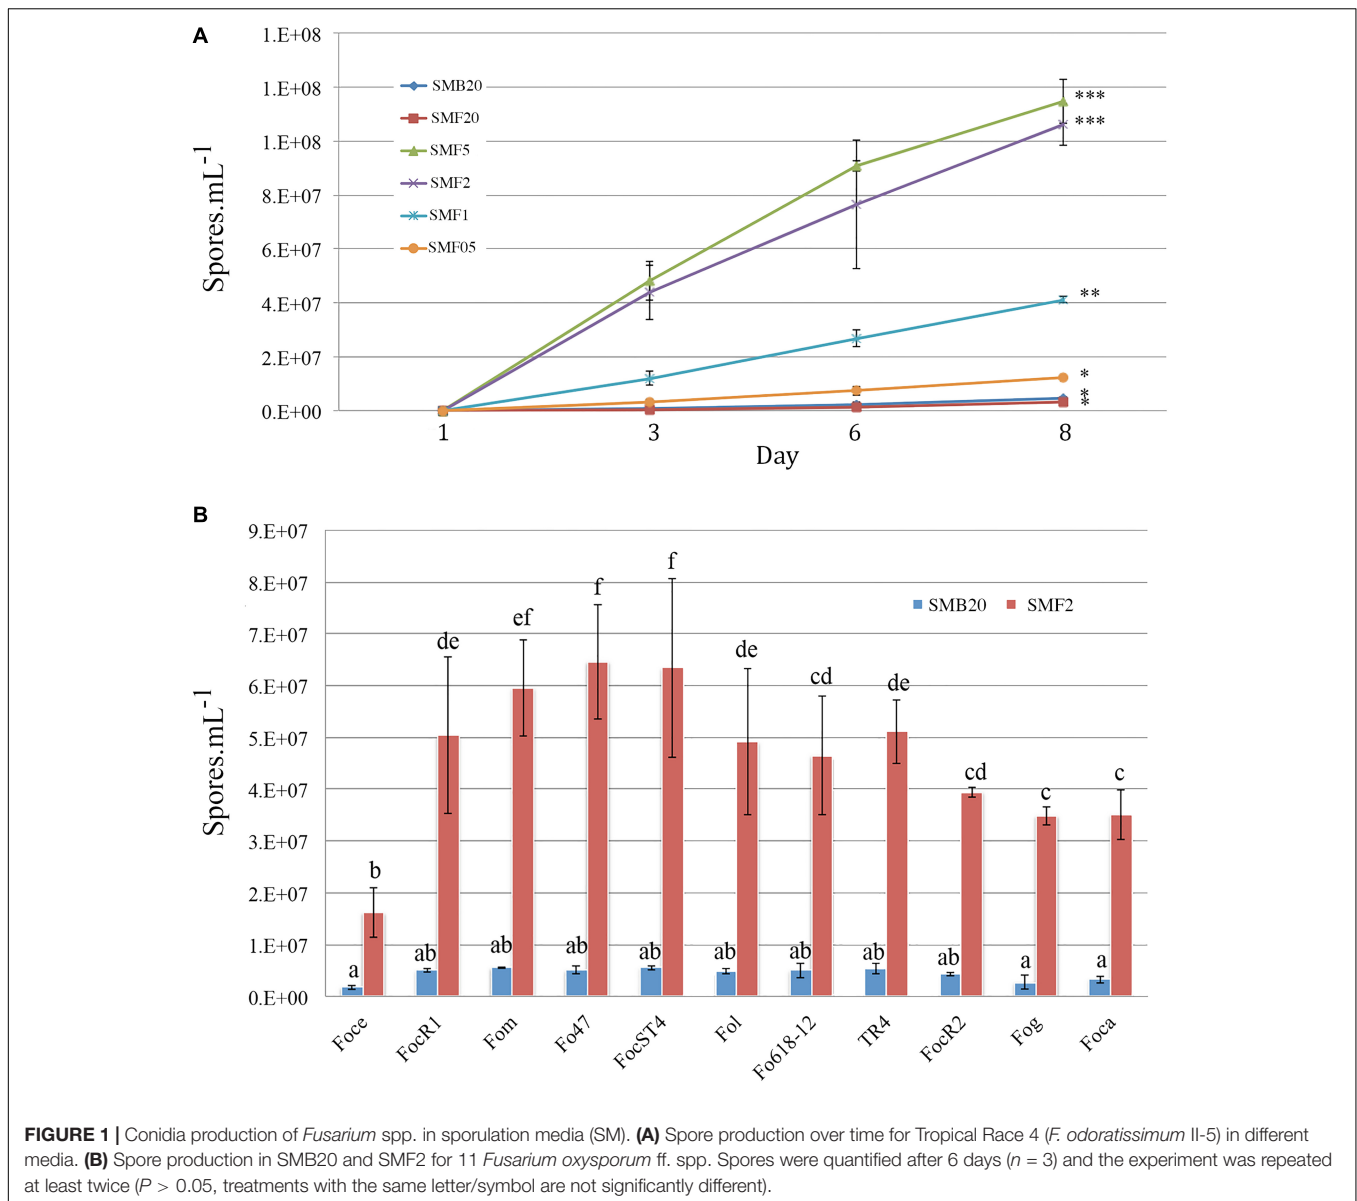 A
1.E+08
1.E+08
1.E+08
8.E+07
6.E+07
4.E+07
2.E+07
0.E+00
Spores.mL-1
SMB20
SMF20
SMF5
SMF2
SMF1
SMF05
***
***
**
*
*
*
1 3 6 8
Day
B
9.E+07
8.E+07
7.E+07
6.E+07
5.E+07
4.E+07
3.E+07
2.E+07
1.E+07
0.E+00
Spores.mL-1
SMB20 SMF2
a b ab de ab ef ab f ab f ab de ab cd ab de ab cd a c a c
Foce FocR1 Fom Fo47 FocST4 Fol Fo618-12 TR4 FocR2 Fog Foca
FIGURE 1 | Conidia production of Fusarium spp. in sporulation media (SM). (A) Spore production over time for Tropical Race 4 (F. odoratissimum II-5) in different
media. (B) Spore production in SMB20 and SMF2 for 11 Fusarium oxysporum ff. spp. Spores were quantified after 6 days (n = 3) and the experiment was repeated
at least twice (P > 0.05, treatments with the same letter/symbol are not significantly different).